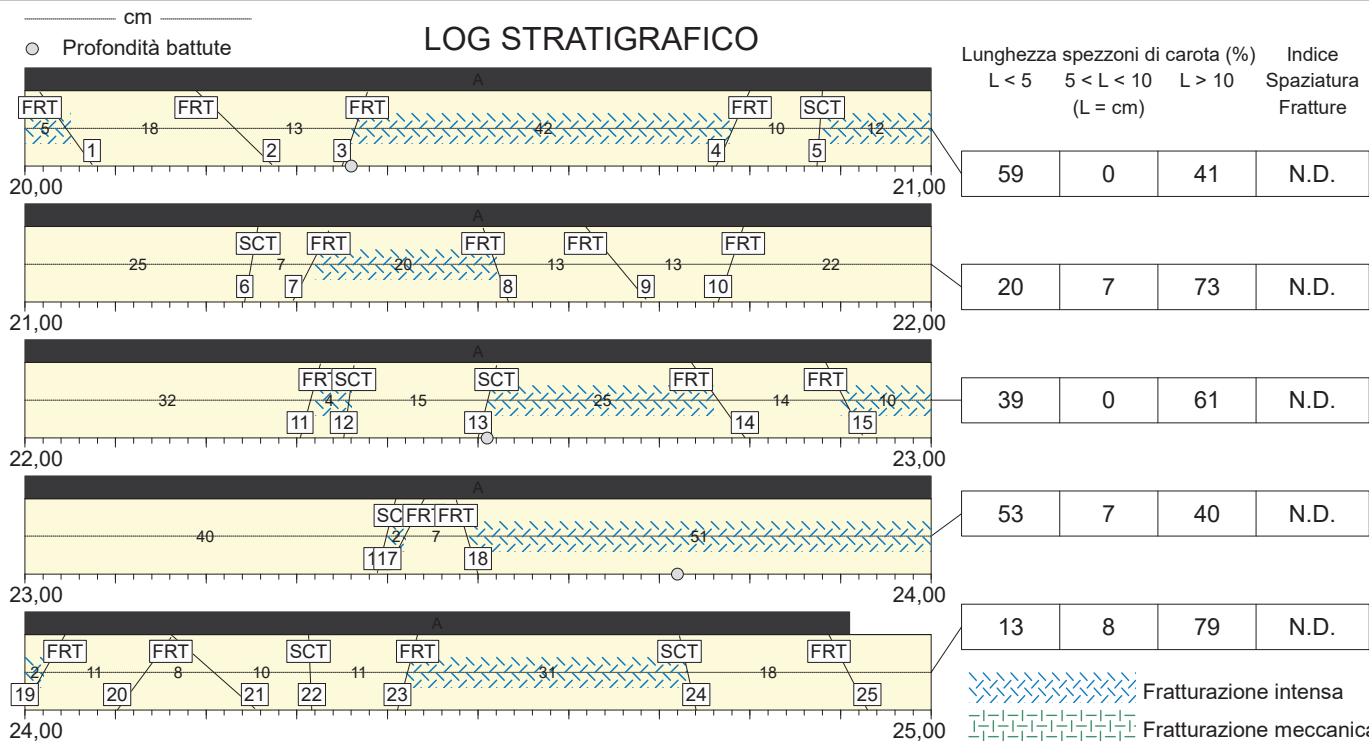 cm
Profondità battute
LOG STRATIGRAFICO
Lunghezza spezzoni di carota (%) Indice
L < 5 5 < L < 10 L > 10 Spaziatura
(L = cm) Fratture
A
FRT FRT FRT FRT SCT
5 18 13 42 10 12
1 2 3 4 5
20,00 21,00
59 0 41 N.D.
A
SCT FRT FRT FRT FRT
25 7 20 13 13 22
6 7 8 9 10
21,00 22,00
20 7 73 N.D.
A
FRT SCT SCT FRT FRT
32 4 15 25 14 10
11 12 13 14 15
22,00 23,00
39 0 61 N.D.
A
SC FR FRT
40 2 7 51
1 17 18
23,00 24,00
53 7 40 N.D.
A
FRT FRT SCT FRT SCT FRT
2 11 8 10 11 31 18
19 20 21 22 23 24 25
24,00 25,00
13 8 79 N.D.
Fratturazione intensa
Fratturazione meccanica